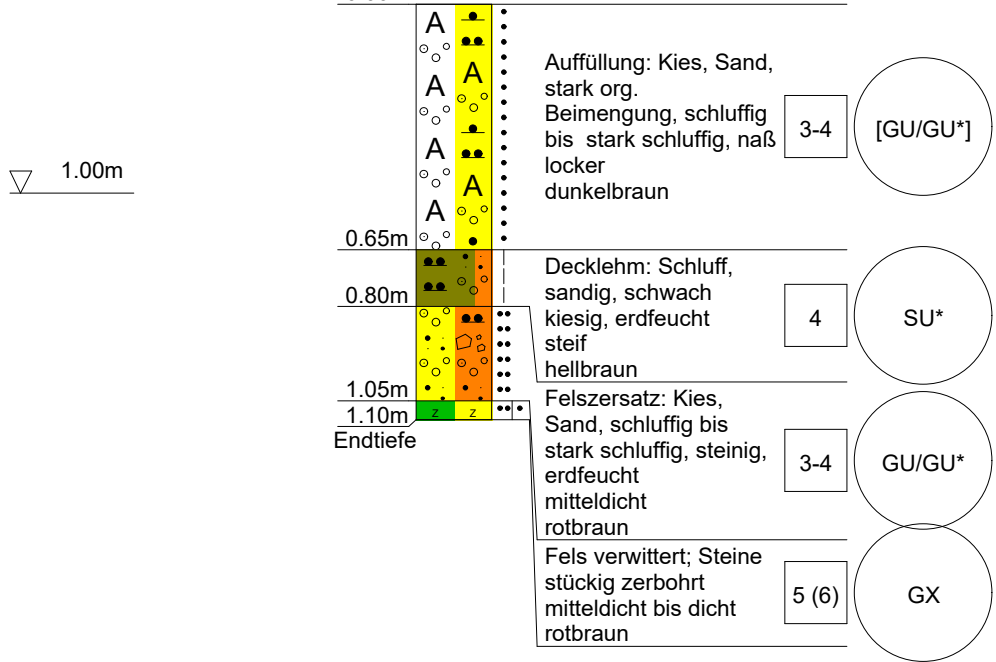 A
A
A
A
A
A
Auffüllung: Kies, Sand,
stark org.
Beimengung, schluffig
bis stark schluffig, naß
locker
dunkelbraun
3-4
[GU/GU*]
1.00m
0.65m
Decklehm: Schluff,
sandig, schwach
kiesig, erdfeucht
steif
hellbraun
4
SU*
0.80m
1.05m
1.10m
Endtiefe
z
z
Felszersatz: Kies,
Sand, schluffig bis
stark schluffig, steinig,
erdfeucht
mitteldicht
rotbraun
3-4
GU/GU*
Fels verwittert; Steine
stückig zerbohrt
mitteldicht bis dicht
rotbraun
5 (6)
GX